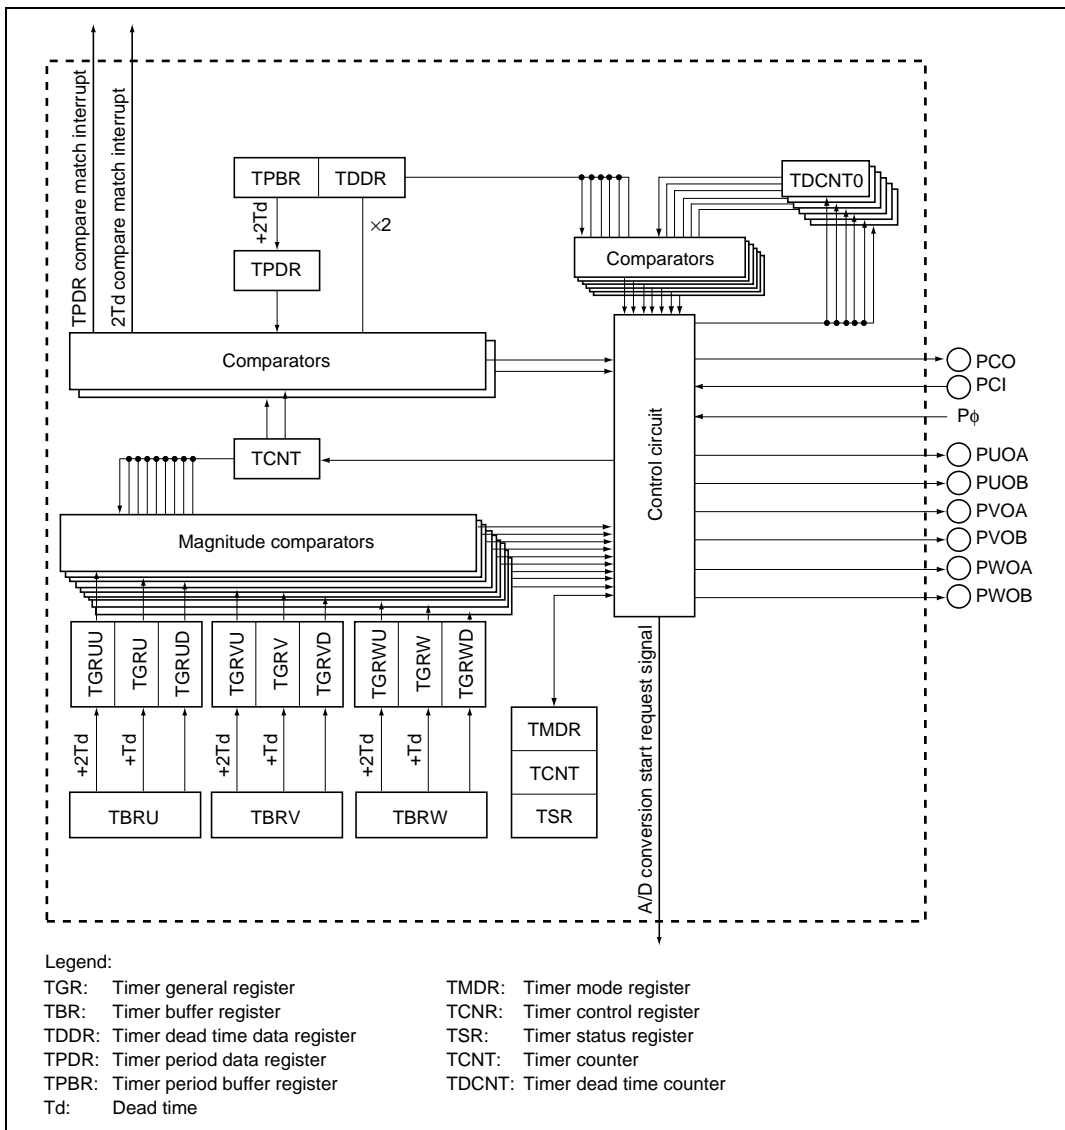 TPDR compare match interrupt
2Td compare match interrupt
TPBR
TDDR
TDCNT0
+2Td
×2
TPDR
Comparators
Comparators
PCO
PCI
Pϕ
TCNT
Control circuit
PUOA
PUOB
PVOA
PVOB
PWOA
PWOB
Magnitude comparators
TGRUU
TGRU
TGRUD
TGRVU
TGRV
TGRVD
TGRWU
TGRW
TGRWD
+2Td
+Td
+2Td
+Td
+2Td
+Td
TBRU
TBRV
TBRW
TMDR
TCNT
TSR
A/D conversion start request signal
Legend:
TGR: Timer general register
TBR: Timer buffer register
TDDR: Timer dead time data register
TPDR: Timer period data register
TPBR: Timer period buffer register
Td: Dead time
TMDR: Timer mode register
TCNR: Timer control register
TSR: Timer status register
TCNT: Timer counter
TDCNT: Timer dead time counter